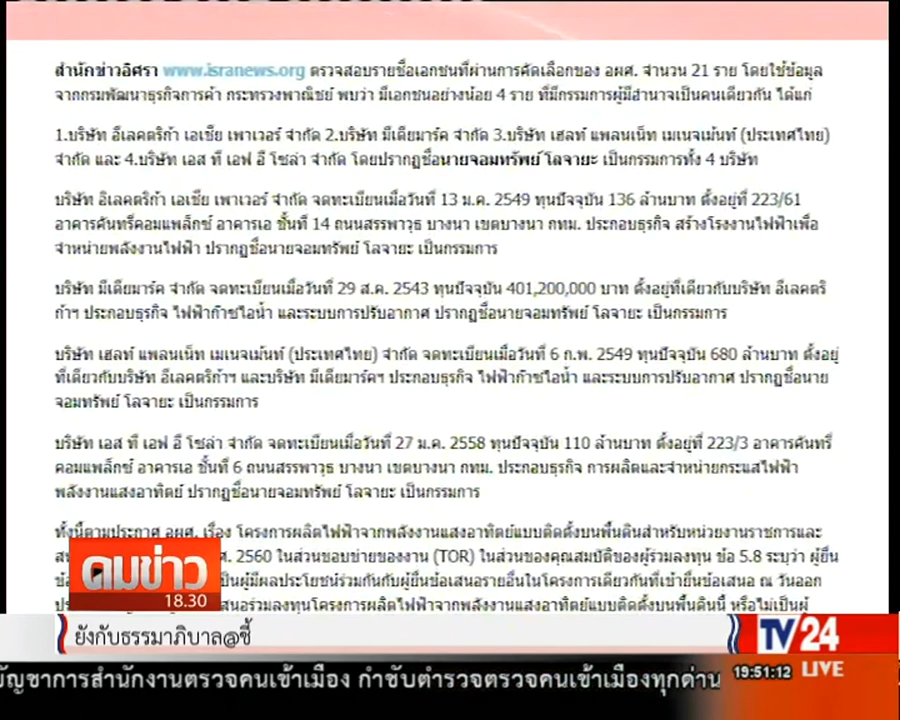 สำนักข่าวอิศรา www.isranews.org ตรวจสอบรายชื่อเอกชนที่ผ่านการคัดเลือกของ อผศ. จำนวน 21 ราย โดยใช้ข้อมูล
จากกรมพัฒนาธุรกิจการค้า กระทรวงพาณิชย์ พบว่า มีเอกชนอย่างน้อย 4 ราย ที่มีกรรมการผู้มีอำนาจเป็นคนเดียวกัน ได้แก่
1.บริษัท อีเลคตริก้า เอเชีย เพาเวอร์ จำกัด 2.บริษัท มีเดียมาร์ค จำกัด 3.บริษัท เฮลท์ แพลนเน็ท เมเนจเม้นท์ (ประเทศไทย)
จำกัด และ 4.บริษัท เอส ที เอฟ อี โซล่า จำกัด โดยปรากฏชื่อนายจอมทรัพย์ โลจายะ เป็นกรรมการทั้ง 4 บริษัท
บริษัท อิเลคตริก้า เอเชีย เพาเวอร์ จำกัด จดทะเบียนเมื่อวันที่ 13 ม.ค. 2549 ทุนปัจจุบัน 136 ล้านบาท ตั้งอยู่ที่ 223/61
อาคารคันทรี่คอมแพล็กซ์ อาคารเอ ชั้นที่ 14 ถนนสรรพาวุธ บางนา เขตบางนา กทม. ประกอบธุรกิจ สร้างโรงงานไฟฟ้าเพื่อ
จำหน่ายพลังงานไฟฟ้า ปรากฏชื่อนายจอมทรัพย์ โลจายะ เป็นกรรมการ
บริษัท มีเดียมาร์ค จำกัด จดทะเบียนเมื่อวันที่ 29 ส.ค. 2543 ทุนปัจจุบัน 401,200,000 บาท ตั้งอยู่ที่เดียวกับบริษัท อีเลคตริ
ก้าฯ ประกอบธุรกิจ ไฟฟ้าก๊าซไอน้ำ และระบบการปรับอากาศ ปรากฏชื่อนายจอมทรัพย์ โลจายะ เป็นกรรมการ
บริษัท เฮลท์ แพลนเน็ท เมเนจเม้นท์ (ประเทศไทย) จำกัด จดทะเบียนเมื่อวันที่ 6 ก.พ. 2549 ทุนปัจจุบัน 680 ล้านบาท ตั้งอยู่
ที่เดียวกับบริษัท อีเลคตริก้าฯ และบริษัท มีเดียมาร์คฯ ประกอบธุรกิจ ไฟฟ้าก๊าซไอน้ำ และระบบการปรับอากาศ ปรากฏชื่อนาย
จอมทรัพย์ โลจายะ เป็นกรรมการ
บริษัท เอส ที เอฟ อี โซล่า จำกัด จดทะเบียนเมื่อวันที่ 27 ม.ค. 2558 ทุนปัจจุบัน 110 ล้านบาท ตั้งอยู่ที่ 223/3 อาคารคันทรี่
คอมแพล็กซ์ อาคารเอ ชั้นที่ 6 ถนนสรรพาวุธ บางนา เขตบางนา กทม. ประกอบธุรกิจ การผลิตและจำหน่ายกระแสไฟฟ้า
พลังงานแสงอาทิตย์ ปรากฏชื่อนายจอมทรัพย์ โลจายะ เป็นกรรมการ
ทั้งนี้ตามประกาศ อผศ. เรื่อง โครงการผลิตไฟฟ้าจากพลังงานแสงอาทิตย์แบบติดตั้งบนพื้นดินสำหรับหน่วยงานราชการและ
2560 ในส่วนขอบข่ายของงาน (TOR) ในส่วนของคุณสมบัติของผู้ร่วมลงทุน ข้อ 5.8 ระบุว่า ผู้ยื่น
เป็นผู้มีผลประโยชน์ร่วมกันกับผู้ยื่นข้อเสนอรายอื่นในโครงการเดียวกันที่เข้ายื่นข้อเสนอ ณ วันออก
เสนอร่วมลงทุนโครงการผลิตไฟฟ้าจากพลังงานแสงอาทิตย์แบบติดตั้งบนพื้นดินนี้ หรือไม่เป็นผู้
คมข่าว
18.30
ยังกับธรรมาภิบาล@ชี้
TV24
บัญชาการสำนักงานตรวจคนเข้าเมือง กำชับตำรวจตรวจคนเข้าเมืองทุกด่าน
19:51:12 LIVE